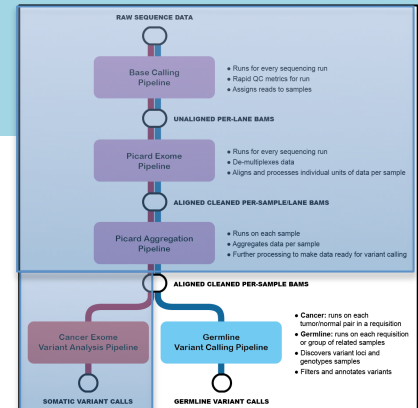 RAW SEQUENCE DATA
Base Calling
Pipeline
• Runs for every sequencing run
• Rapid QC metrics for run
• Assigns reads to samples
UNALIGNED PER-LANE BAMS
Picard Exome
Pipeline
• Runs for every sequencing run
• De-multiplexes data
• Aligns and processes individual units of data per sample
ALIGNED CLEANED PER-SAMPLE/LANE BAMS
Picard Aggregation
Pipeline
• Runs on each sample
• Aggregates data per sample
• Further processing to make data ready for variant calling
ALIGNED CLEANED PER-SAMPLE BAMS
Cancer Exome
Variant Analysis Pipeline
Germline
Variant Calling Pipeline
• Cancer: runs on each
tumor/normal pair in a requisition
• Germline: runs on each requisition
or group of related samples
• Discovers variant loci and
genotypes samples
• Filters and annotates variants
SOMATIC VARIANT CALLS
GERMLINE VARIANT CALLS